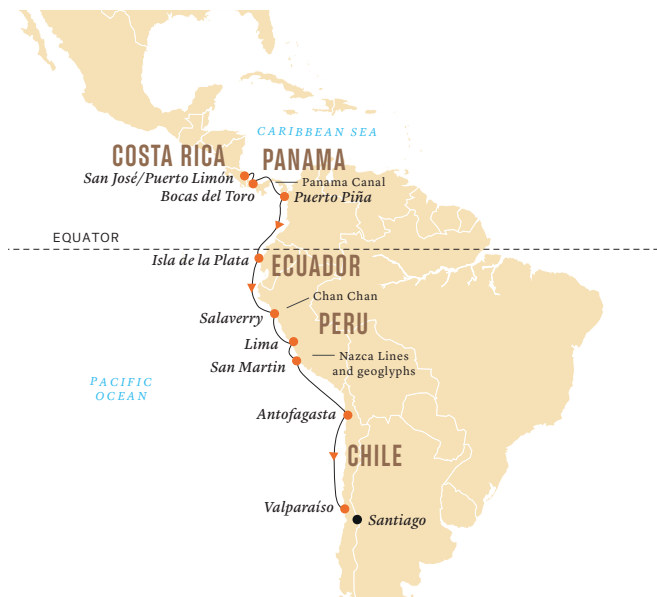 CARIBBEAN SEA
COSTA RICA
PANAMA
San José/Puerto Limón
Panama Canal
Bocas del Toro
Puerto Piña
EQUATOR
Isla de la Plata
ECUADOR
Chan Chan
Salaverry
PERU
Lima
Nazca Lines
and geoglyphs
San Martin
PACIFIC
OCEAN
Antofagasta
CHILE
Valparaíso
Santiago